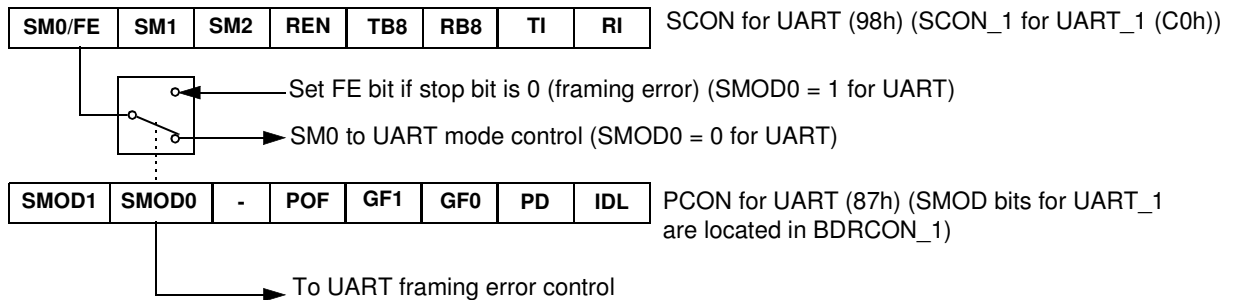 SM0/FE SM1 SM2 REN TB8 RB8 TI RI SCON for UART (98h) (SCON_1 for UART_1 (C0h))
Set FE bit if stop bit is 0 (framing error) (SMOD0 = 1 for UART)
SM0 to UART mode control (SMOD0 = 0 for UART)
SMOD1 SMOD0 - POF GF1 GF0 PD IDL PCON for UART (87h) (SMOD bits for UART_1
are located in BDRCON_1)
To UART framing error control